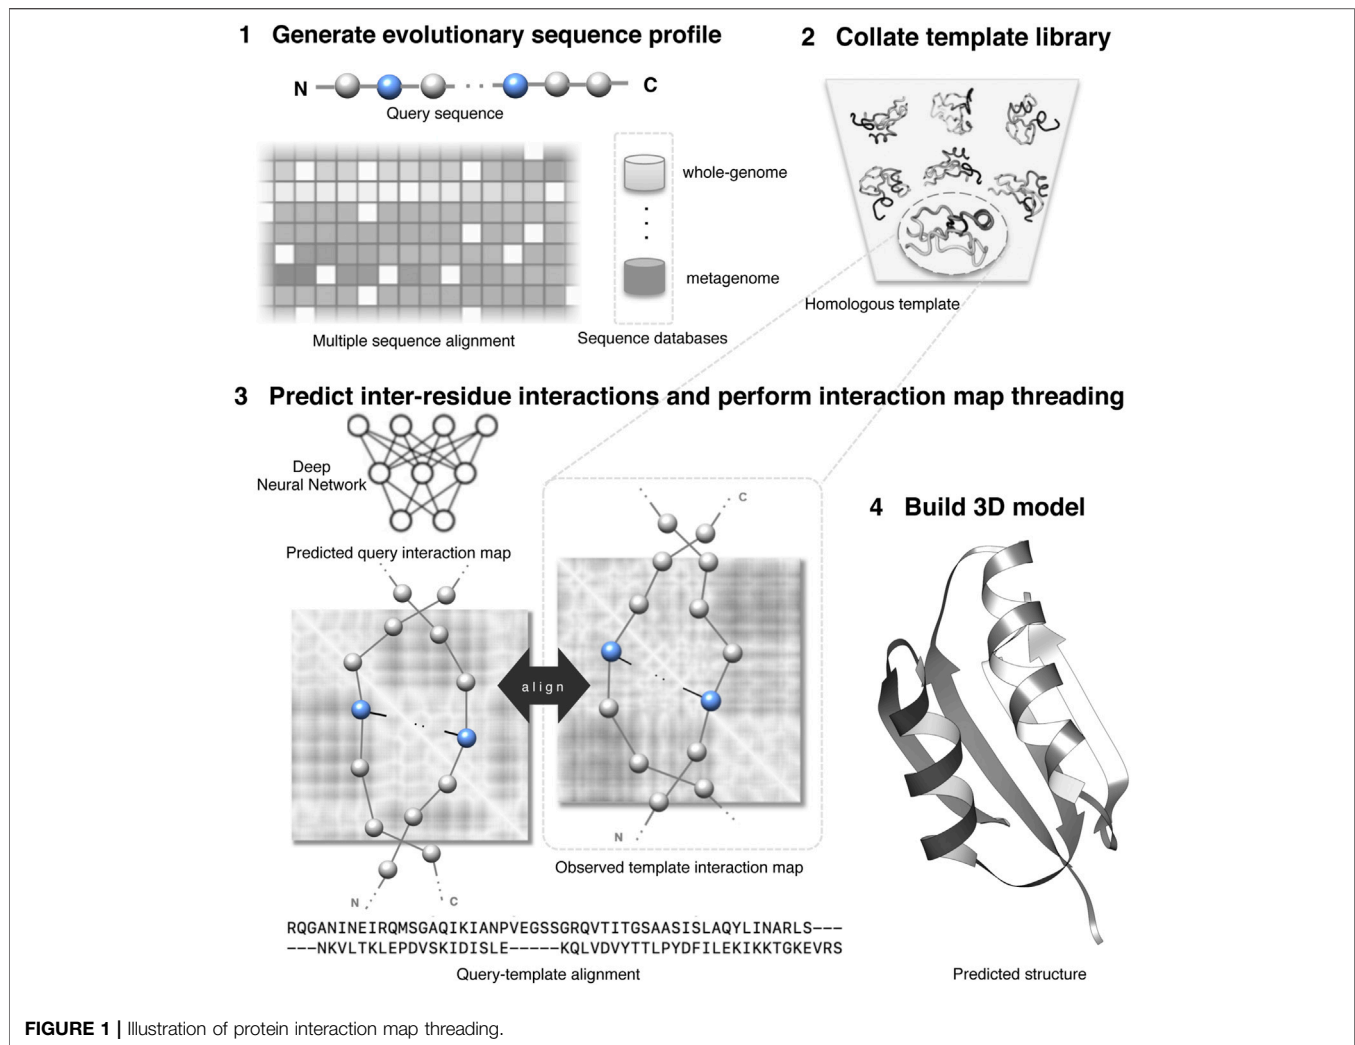 1 Generate evolutionary sequence profile
N C
Query sequence
whole-genome
metagenome
Multiple sequence alignment
Sequence databases
2 Collate template library
Homologous template
3 Predict inter-residue interactions and perform interaction map threading
Deep
Neural Network
Predicted query interaction map
align
C
N
N C
Observed template interaction map
RQGANINEIRQMSGAQIKIANPVEGSSGRQVTITGSAASISLAQYLINARLS---
---NKVLTKLEPDVSKIDISLE-----KQLVDVYTTLPYDFILEKIKKTGKEVRS
Query-template alignment
4 Build 3D model
Predicted structure
FIGURE 1 | Illustration of protein interaction map threading.